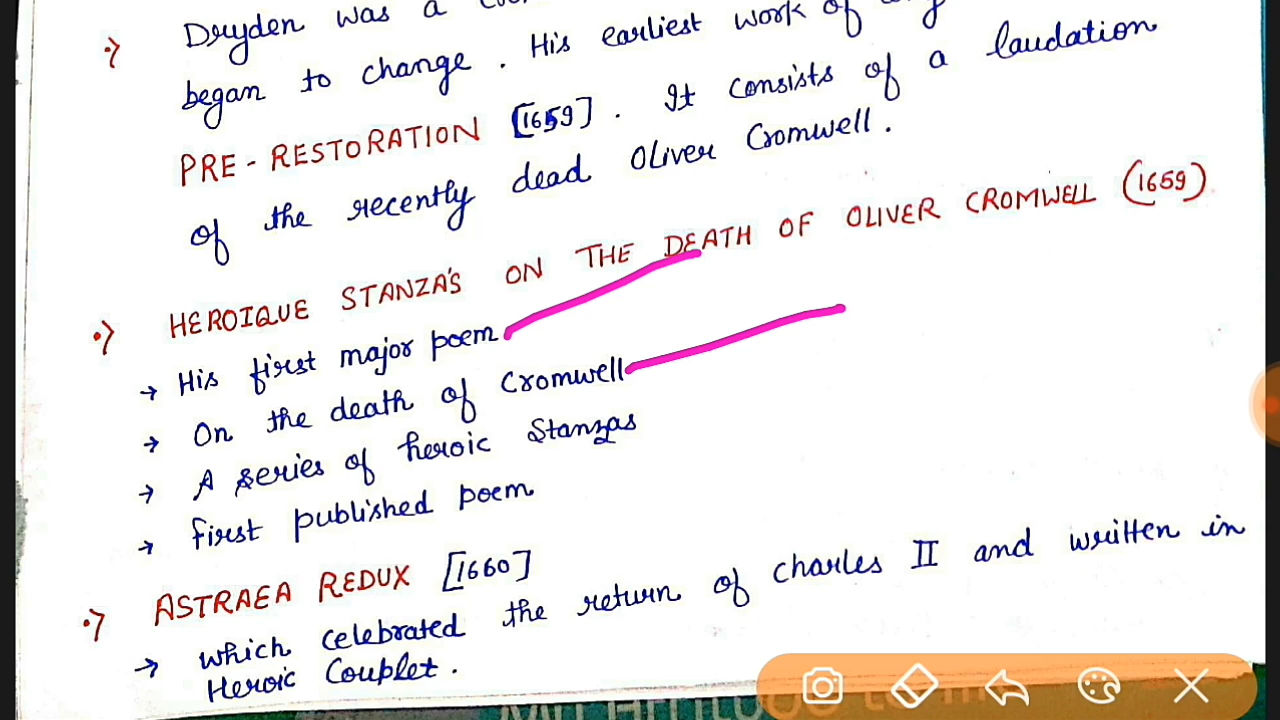 Dryden was a
began to change. His earliest work of any
PRE-RESTORATION [1659]. It consists of a laudation
of the recently dead Oliver Cromwell.
HEROIQUE STANZA'S ON THE DEATH OF OLIVER CROMWELL (1659)
→ His first major poem
→ On the death of Cromwell
→ A series of heroic Stanzas
→ first published poem
ASTRAEA REDUX [1660]
→ which celebrated the return of Charles II and written in
Heroic Couplet.